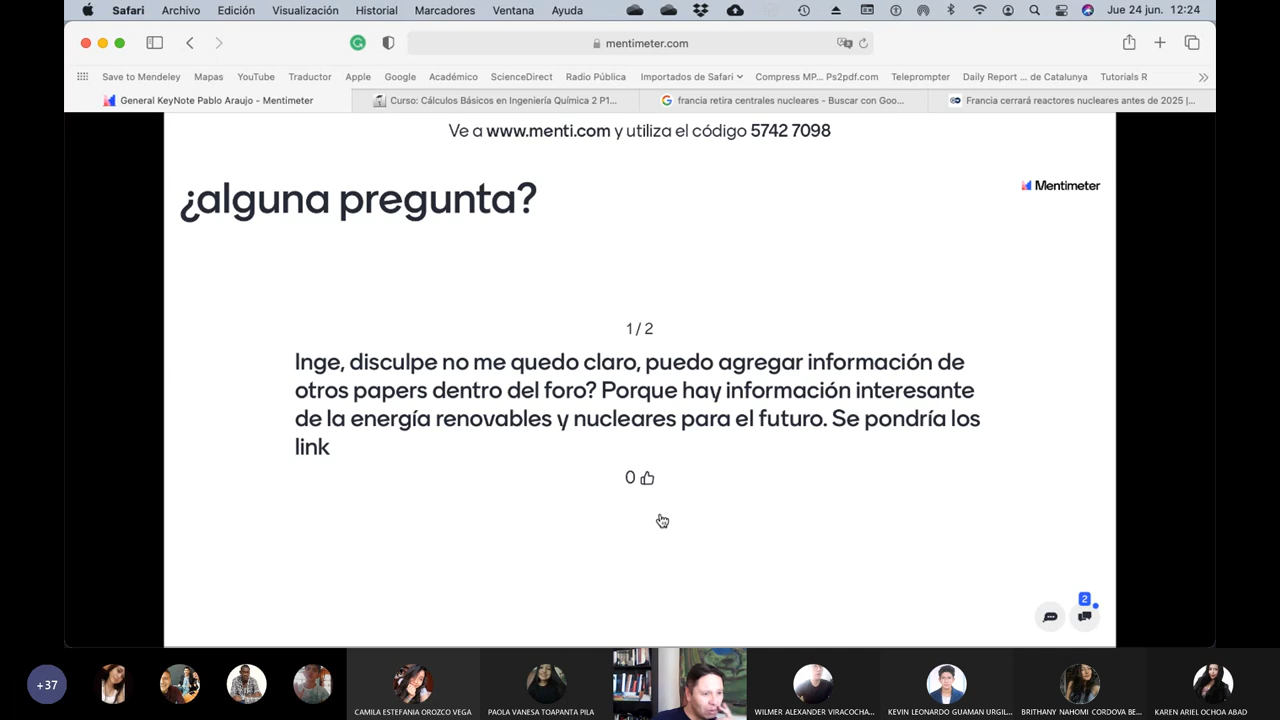 Safari Archivo Edición Visualización Historial Marcadores Ventana Ayuda Jue 24 jun. 12:24
mentimeter.com
Save to Mendeley Mapas YouTube Traductor Apple Google Académico ScienceDirect Radio Pública Importados de Safari Compress MP... Ps2pdf.com Teleprompter Daily Report ... de Catalunya Tutorials R
General KeyNote Pablo Araujo - Mentimeter Curso: Cálculos Básicos en Ingeniería Química 2 P1... francia retira centrales nucleares - Buscar con Goo... Francia cerrará reactores nucleares antes de 2025 |...
Ve a www.menti.com y utiliza el código 5742 7098
¿alguna pregunta?
Mentimeter
1 / 2
Inge, disculpe no me quedo claro, puedo agregar información de
otros papers dentro del foro? Porque hay información interesante
de la energía renovables y nucleares para el futuro. Se pondría los
link
0
2
+37
CAMILA ESTEFANIA OROZCO VEGA PAOLA VANESA TOAPANTA PILA WILMER ALEXANDER VIRACOCHA... KEVIN LEONARDO GUAMAN URGIL... BRITHANY NAHOMI CORDOVA BE... KAREN ARIEL OCHOA ABAD